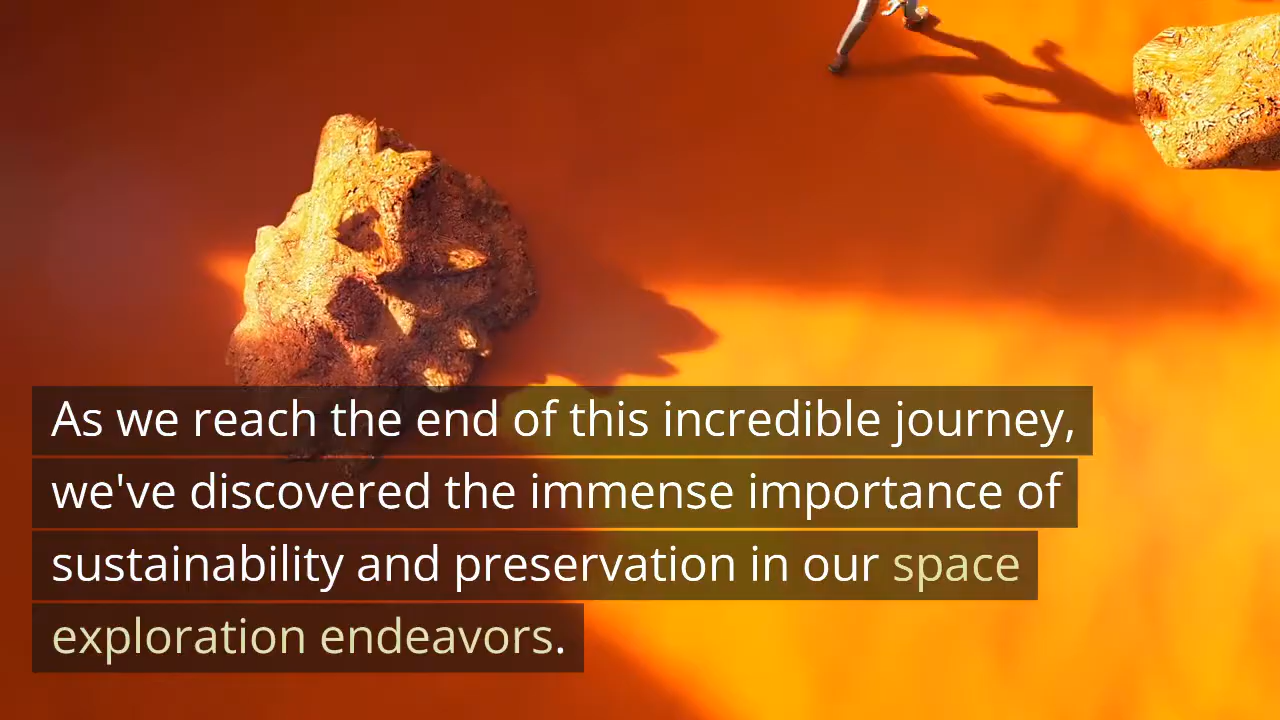 As we reach the end of this incredible journey,
we've discovered the immense importance of
sustainability and preservation in our space
exploration endeavors.